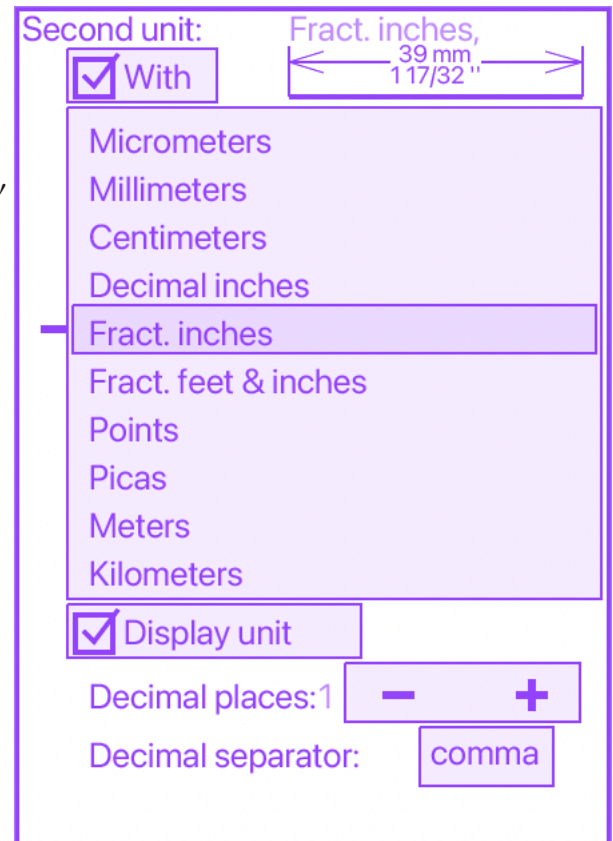 Second unit:
Fract. inches,
With
39 mm
1 17/32 ''
Micrometers
Millimeters
Centimeters
Decimal inches
Fract. inches
Fract. feet & inches
Points
Picas
Meters
Kilometers
Display unit
Decimal places:1
Decimal separator:
comma